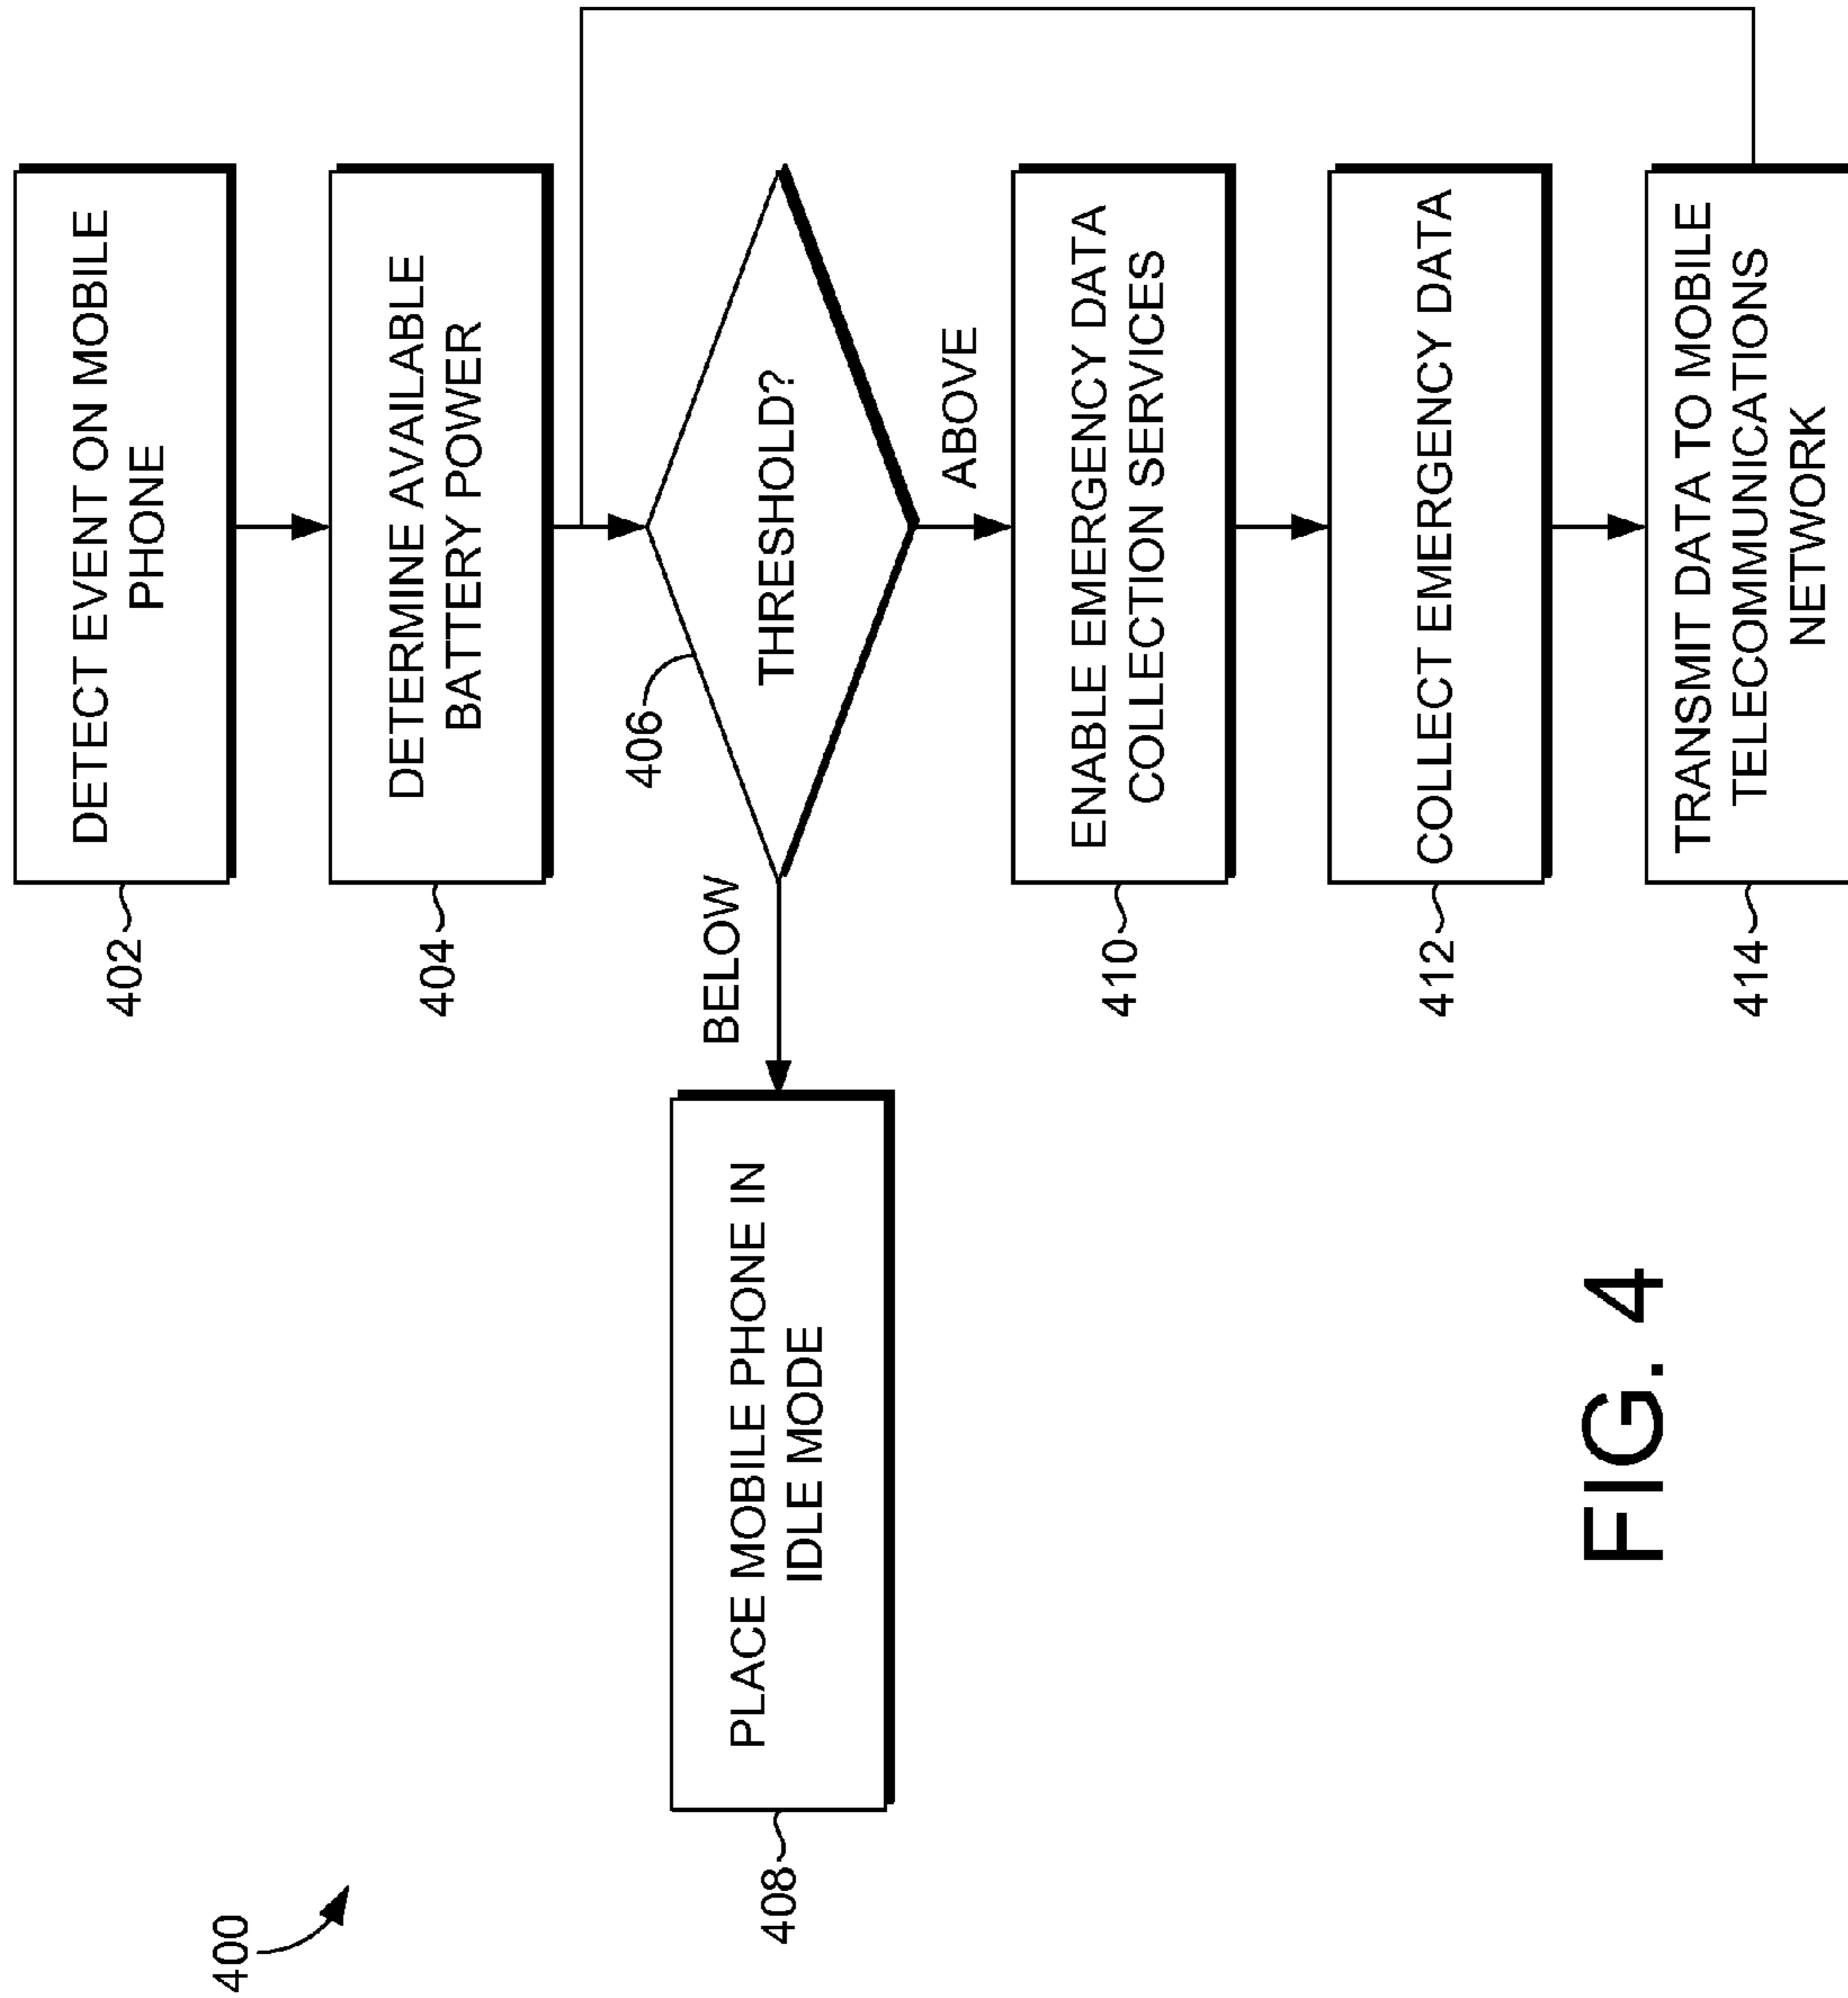 400
402
DETECT EVENT ON MOBILE
PHONE
404
DETERMINE AVAILABLE
BATTERY POWER
406
THRESHOLD?
BELOW
408
PLACE MOBILE PHONE IN
IDLE MODE
ABOVE
410
ENABLE EMERGENCY DATA
COLLECTION SERVICES
412
COLLECT EMERGENCY DATA
414
TRANSMIT DATA TO MOBILE
TELECOMMUNICATIONS
NETWORK
FIG. 4